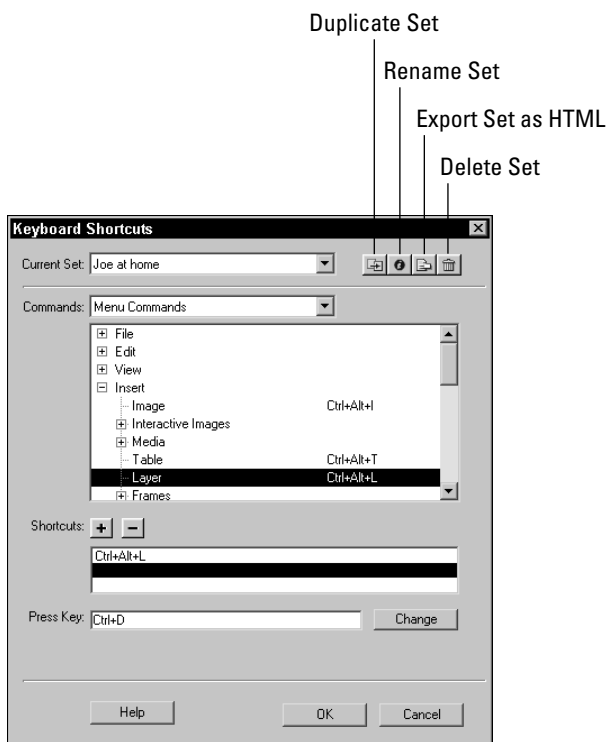 Duplicate Set
Rename Set
Export Set as HTML
Delete Set
Keyboard Shortcuts
Current Set: Joe at home
Commands: Menu Commands
File
Edit
View
Insert
Image Ctrl+Alt+I
Interactive Images
Media
Table Ctrl+Alt+T
Layer Ctrl+Alt+L
Frames
Shortcuts: + −
Ctrl+Alt+L
Press Key: Ctrl+D Change
Help OK Cancel